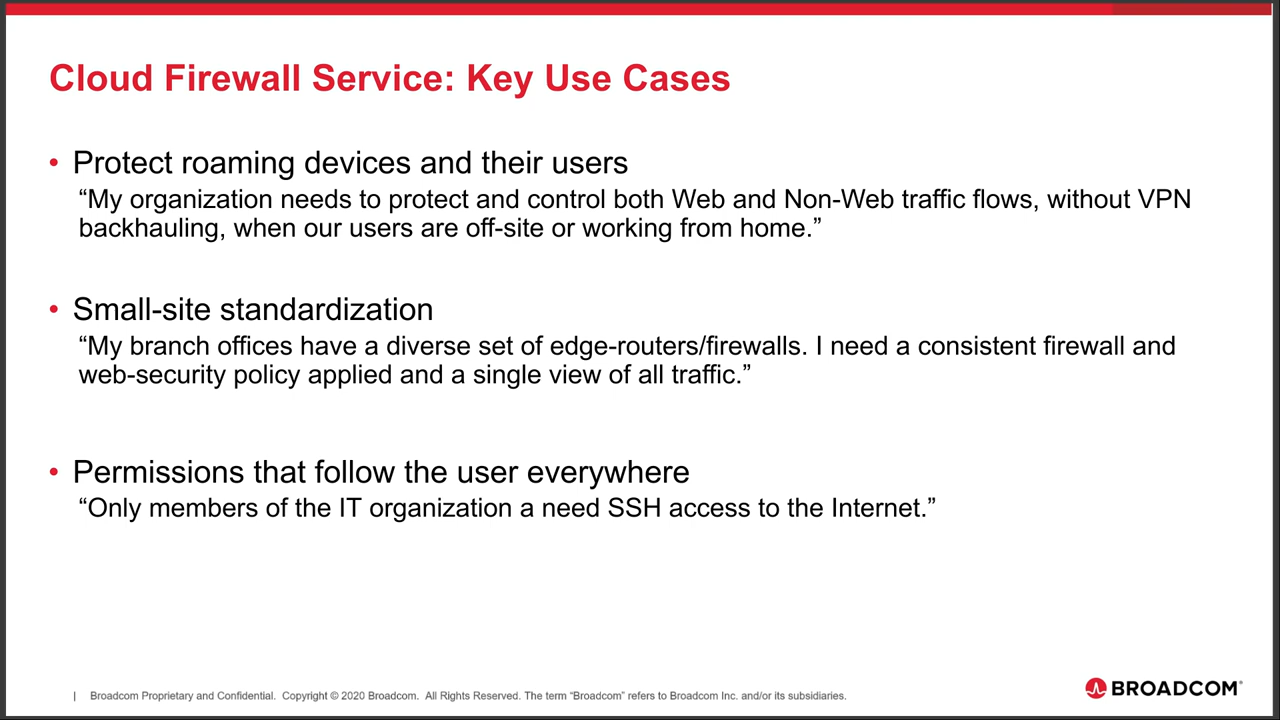 Cloud Firewall Service: Key Use Cases
• Protect roaming devices and their users
“My organization needs to protect and control both Web and Non-Web traffic flows, without VPN
backhauling, when our users are off-site or working from home.”
• Small-site standardization
“My branch offices have a diverse set of edge-routers/firewalls. I need a consistent firewall and
web-security policy applied and a single view of all traffic.”
• Permissions that follow the user everywhere
“Only members of the IT organization a need SSH access to the Internet.”
| Broadcom Proprietary and Confidential. Copyright © 2020 Broadcom. All Rights Reserved. The term “Broadcom” refers to Broadcom Inc. and/or its subsidiaries.
BROADCOM®